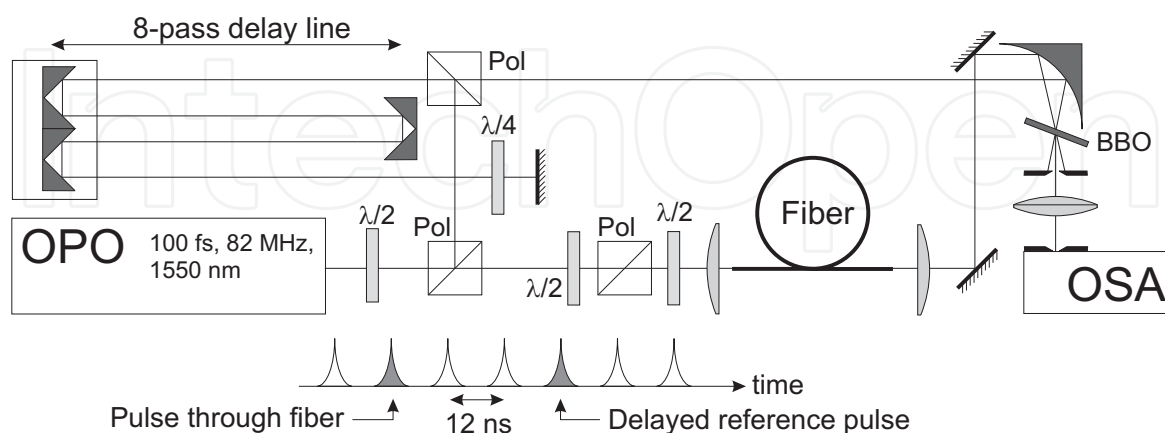 8-pass delay line
Pol
λ/4
BBO
OPO 100 fs, 82 MHz,
1550 nm
λ/2
Pol
λ/2
Pol
λ/2
Fiber
OSA
time
Pulse through fiber
12 ns
Delayed reference pulse
IntechOpen